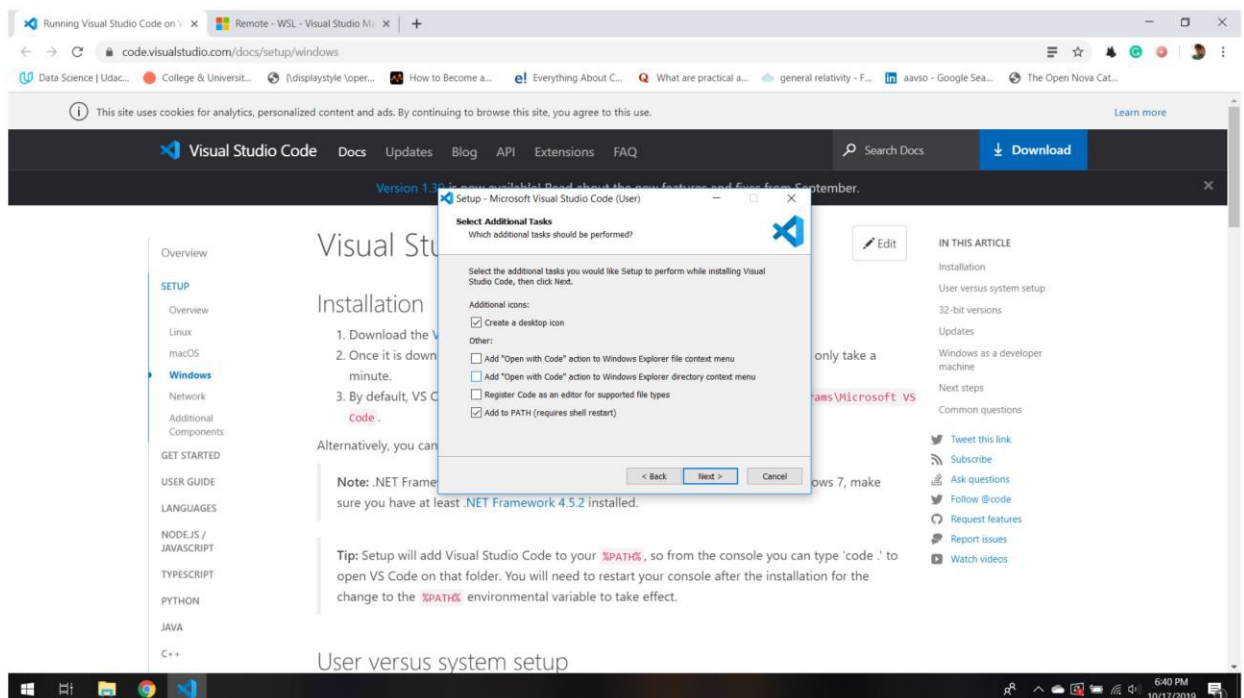 Running Visual Studio Code on V
Remote - WSL - Visual Studio Ma
code.visualstudio.com/docs/setup/windows
Data Science | Udac...
College & Universit...
(\displaystyle \oper...
How to Become a...
Everything About C...
What are practical a...
general relativity - F...
aavso - Google Sea...
The Open Nova Cat...
This site uses cookies for analytics, personalized content and ads. By continuing to browse this site, you agree to this use.
Learn more
Visual Studio Code Docs Updates Blog API Extensions FAQ
Search Docs
Download
Version 1.39 is now available! Read about the new features and fixes from September.
Setup - Microsoft Visual Studio Code (User)
Select Additional Tasks
Which additional tasks should be performed?
Select the additional tasks you would like Setup to perform while installing Visual
Studio Code, then click Next.
Additional icons:
Create a desktop icon
Other:
Add "Open with Code" action to Windows Explorer file context menu
Add "Open with Code" action to Windows Explorer directory context menu
Register Code as an editor for supported file types
Add to PATH (requires shell restart)
< Back
Next >
Cancel
Overview
SETUP
Overview
Linux
macOS
Windows
Network
Additional
Components
GET STARTED
USER GUIDE
LANGUAGES
NODE.JS /
JAVASCRIPT
TYPESCRIPT
PYTHON
JAVA
C++
Visual Stu
Edit
Installation
1. Download the V
2. Once it is down only take a
minute.
3. By default, VS C rams\Microsoft VS
Code .
Alternatively, you can
Note: .NET Frame ows 7, make
sure you have at least .NET Framework 4.5.2 installed.
Tip: Setup will add Visual Studio Code to your %PATH%, so from the console you can type 'code .' to
open VS Code on that folder. You will need to restart your console after the installation for the
change to the %PATH% environmental variable to take effect.
User versus system setup
IN THIS ARTICLE
Installation
User versus system setup
32-bit versions
Updates
Windows as a developer
machine
Next steps
Common questions
Tweet this link
Subscribe
Ask questions
Follow @code
Request features
Report issues
Watch videos
6:40 PM
10/17/2019